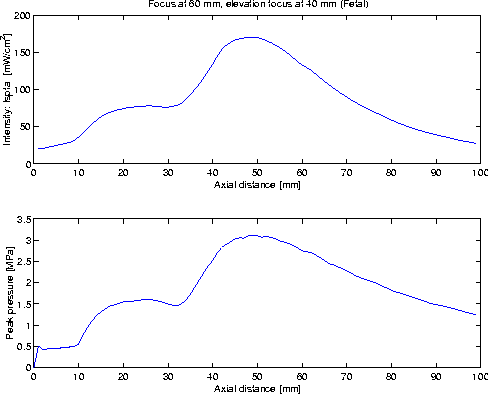 Focus at 60 mm, elevation focus at 40 mm (Fetal)
200
150
100
50
0
Intensity: Ispta [mW/cm2]
0 10 20 30 40 50 60 70 80 90 100
Axial distance [mm]
3.5
3
2.5
2
1.5
1
0.5
0
Peak pressure [MPa]
0 10 20 30 40 50 60 70 80 90 100
Axial distance [mm]